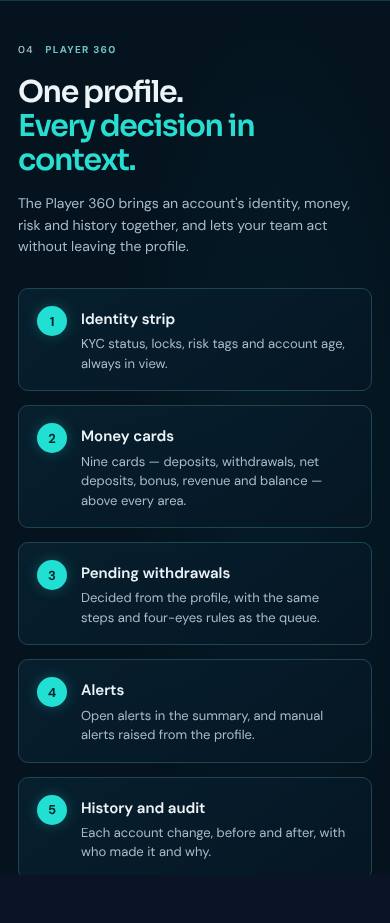 04 PLAYER 360
One profile.
Every decision in
context.
The Player 360 brings an account's identity, money,
risk and history together, and lets your team act
without leaving the profile.
1 Identity strip
KYC status, locks, risk tags and account age,
always in view.
2 Money cards
Nine cards — deposits, withdrawals, net
deposits, bonus, revenue and balance —
above every area.
3 Pending withdrawals
Decided from the profile, with the same
steps and four-eyes rules as the queue.
4 Alerts
Open alerts in the summary, and manual
alerts raised from the profile.
5 History and audit
Each account change, before and after, with
who made it and why.